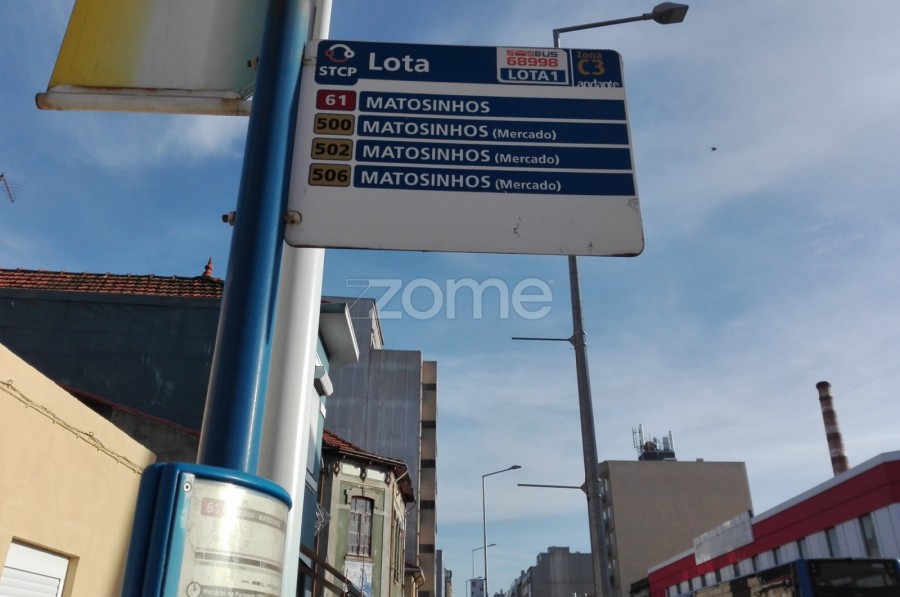 STCP
Lota
SMSBUS
68998
LOTA1
Zona
C3
andante
61 MATOSINHOS
500 MATOSINHOS (Mercado)
502 MATOSINHOS (Mercado)
506 MATOSINHOS (Mercado)
zome